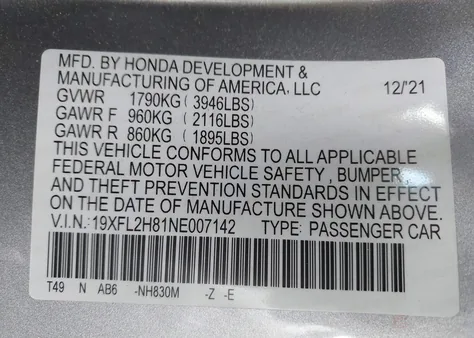 MFD. BY HONDA DEVELOPMENT &
MANUFACTURING OF AMERICA, LLC 12/'21
GVWR 1790KG ( 3946LBS)
GAWR F 960KG ( 2116LBS)
GAWR R 860KG ( 1895LBS)
THIS VEHICLE CONFORMS TO ALL APPLICABLE
FEDERAL MOTOR VEHICLE SAFETY , BUMPER,
AND THEFT PREVENTION STANDARDS IN EFFECT
ON THE DATE OF MANUFACTURE SHOWN ABOVE.
V.I.N.:19XFL2H81NE007142 TYPE: PASSENGER CAR
T49 N AB6 -NH830M -Z -E